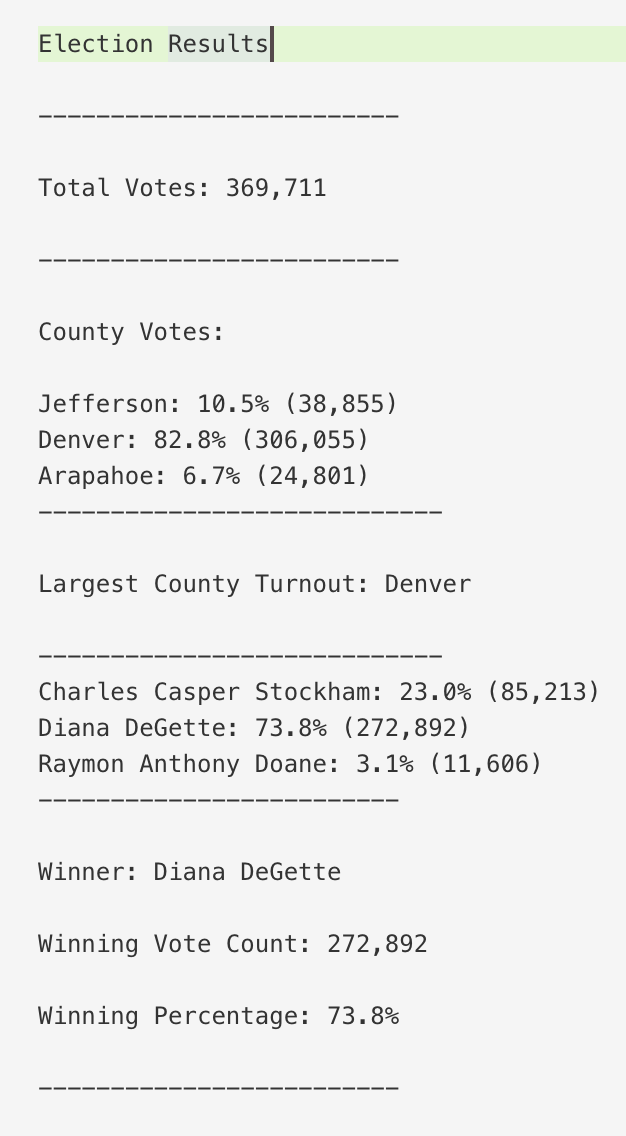 Election Results
-------------------------
Total Votes: 369,711
-------------------------
County Votes:
Jefferson: 10.5% (38,855)
Denver: 82.8% (306,055)
Arapahoe: 6.7% (24,801)
----------------------------
Largest County Turnout: Denver
----------------------------
Charles Casper Stockham: 23.0% (85,213)
Diana DeGette: 73.8% (272,892)
Raymon Anthony Doane: 3.1% (11,606)
-------------------------
Winner: Diana DeGette
Winning Vote Count: 272,892
Winning Percentage: 73.8%
-------------------------